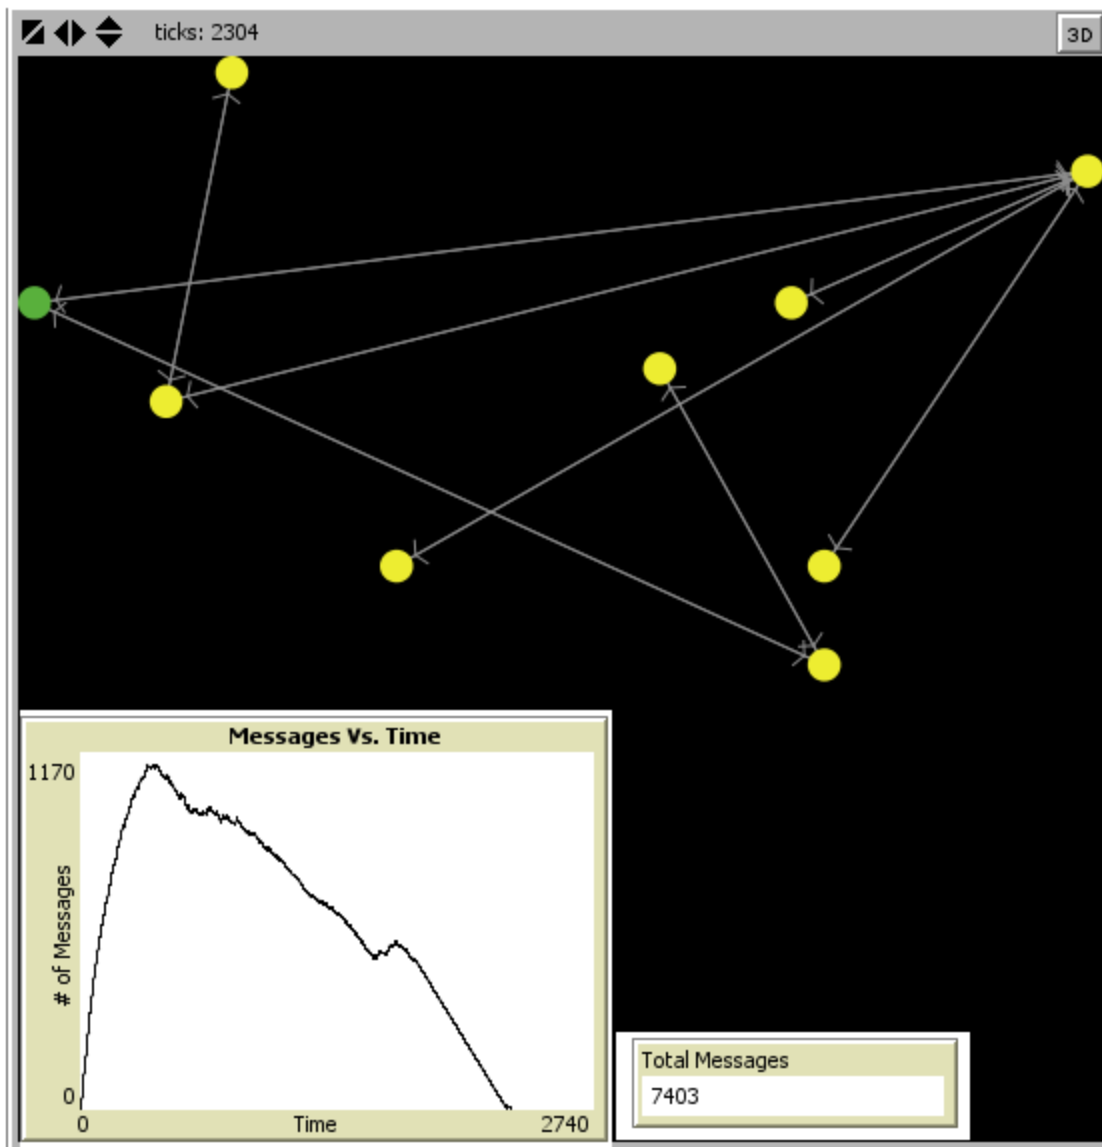 ticks: 2304
3D
Messages Vs. Time
1170
# of Messages
0
0
Time
2740
Total Messages
7403